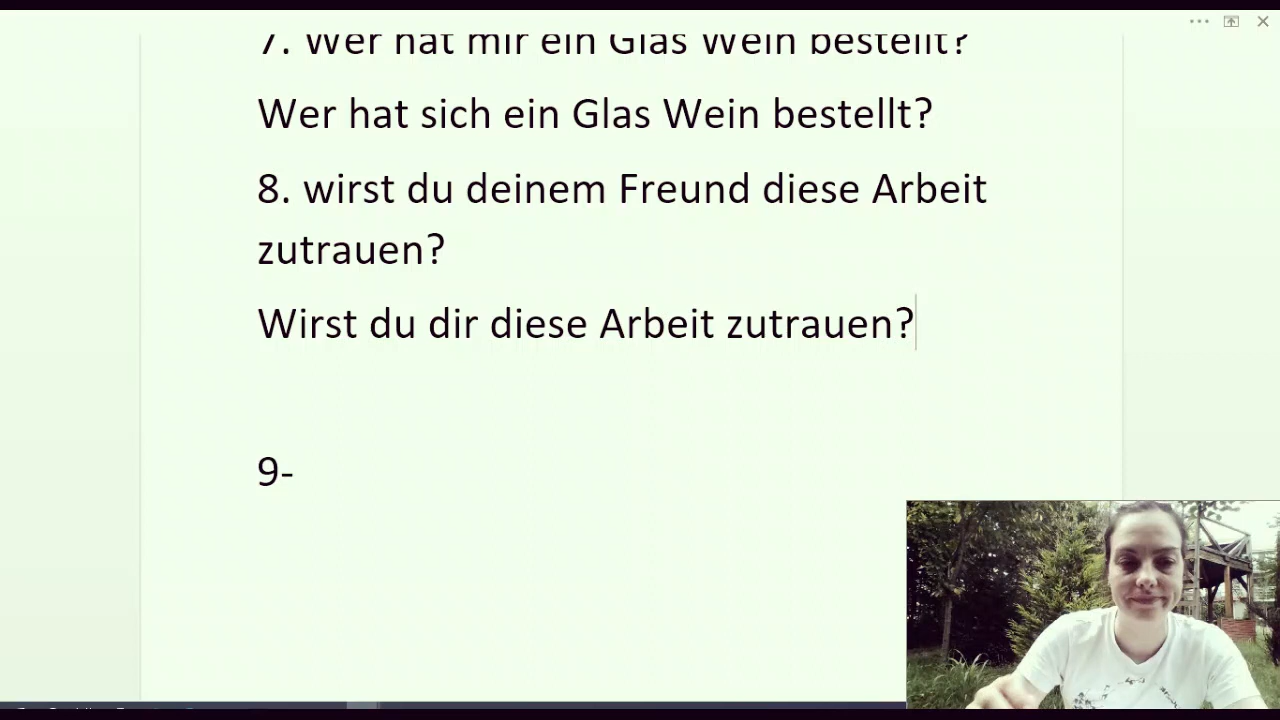 7. Wer hat mir ein Glas Wein bestellt?
Wer hat sich ein Glas Wein bestellt?
8. wirst du deinem Freund diese Arbeit
zutrauen?
Wirst du dir diese Arbeit zutrauen?
9-